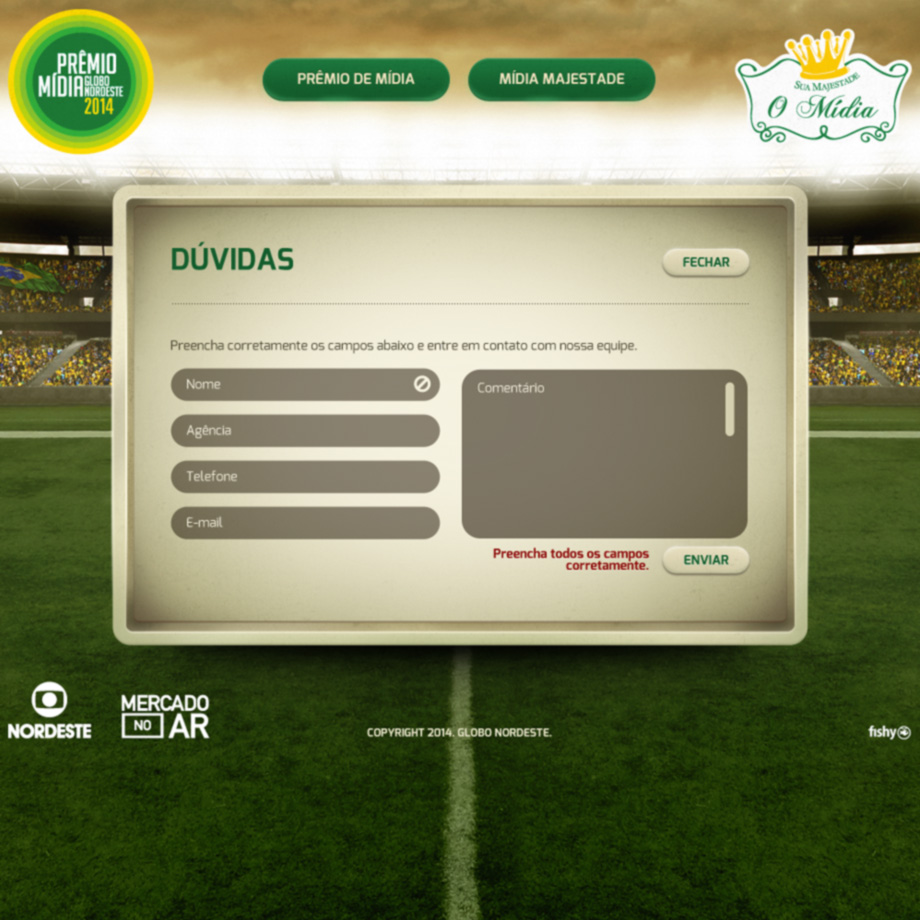 PRÊMIO
MÍDIA GLOBO NORDESTE
2014
PRÊMIO DE MÍDIA
MÍDIA MAJESTADE
SUA MAJESTADE
O Mídia
DÚVIDAS
FECHAR
Preencha corretamente os campos abaixo e entre em contato com nossa equipe.
Nome
Comentário
Agência
Telefone
E-mail
Preencha todos os campos
corretamente.
ENVIAR
NORDESTE
MERCADO
NO AR
COPYRIGHT 2014. GLOBO NORDESTE.
fishy